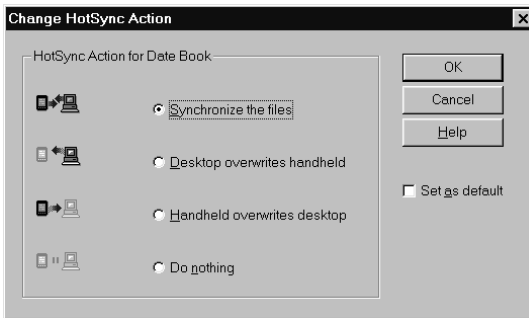 Change HotSync Action
HotSync Action for Date Book
Synchronize the files
Desktop overwrites handheld
Handheld overwrites desktop
Do nothing
OK
Cancel
Help
Set as default